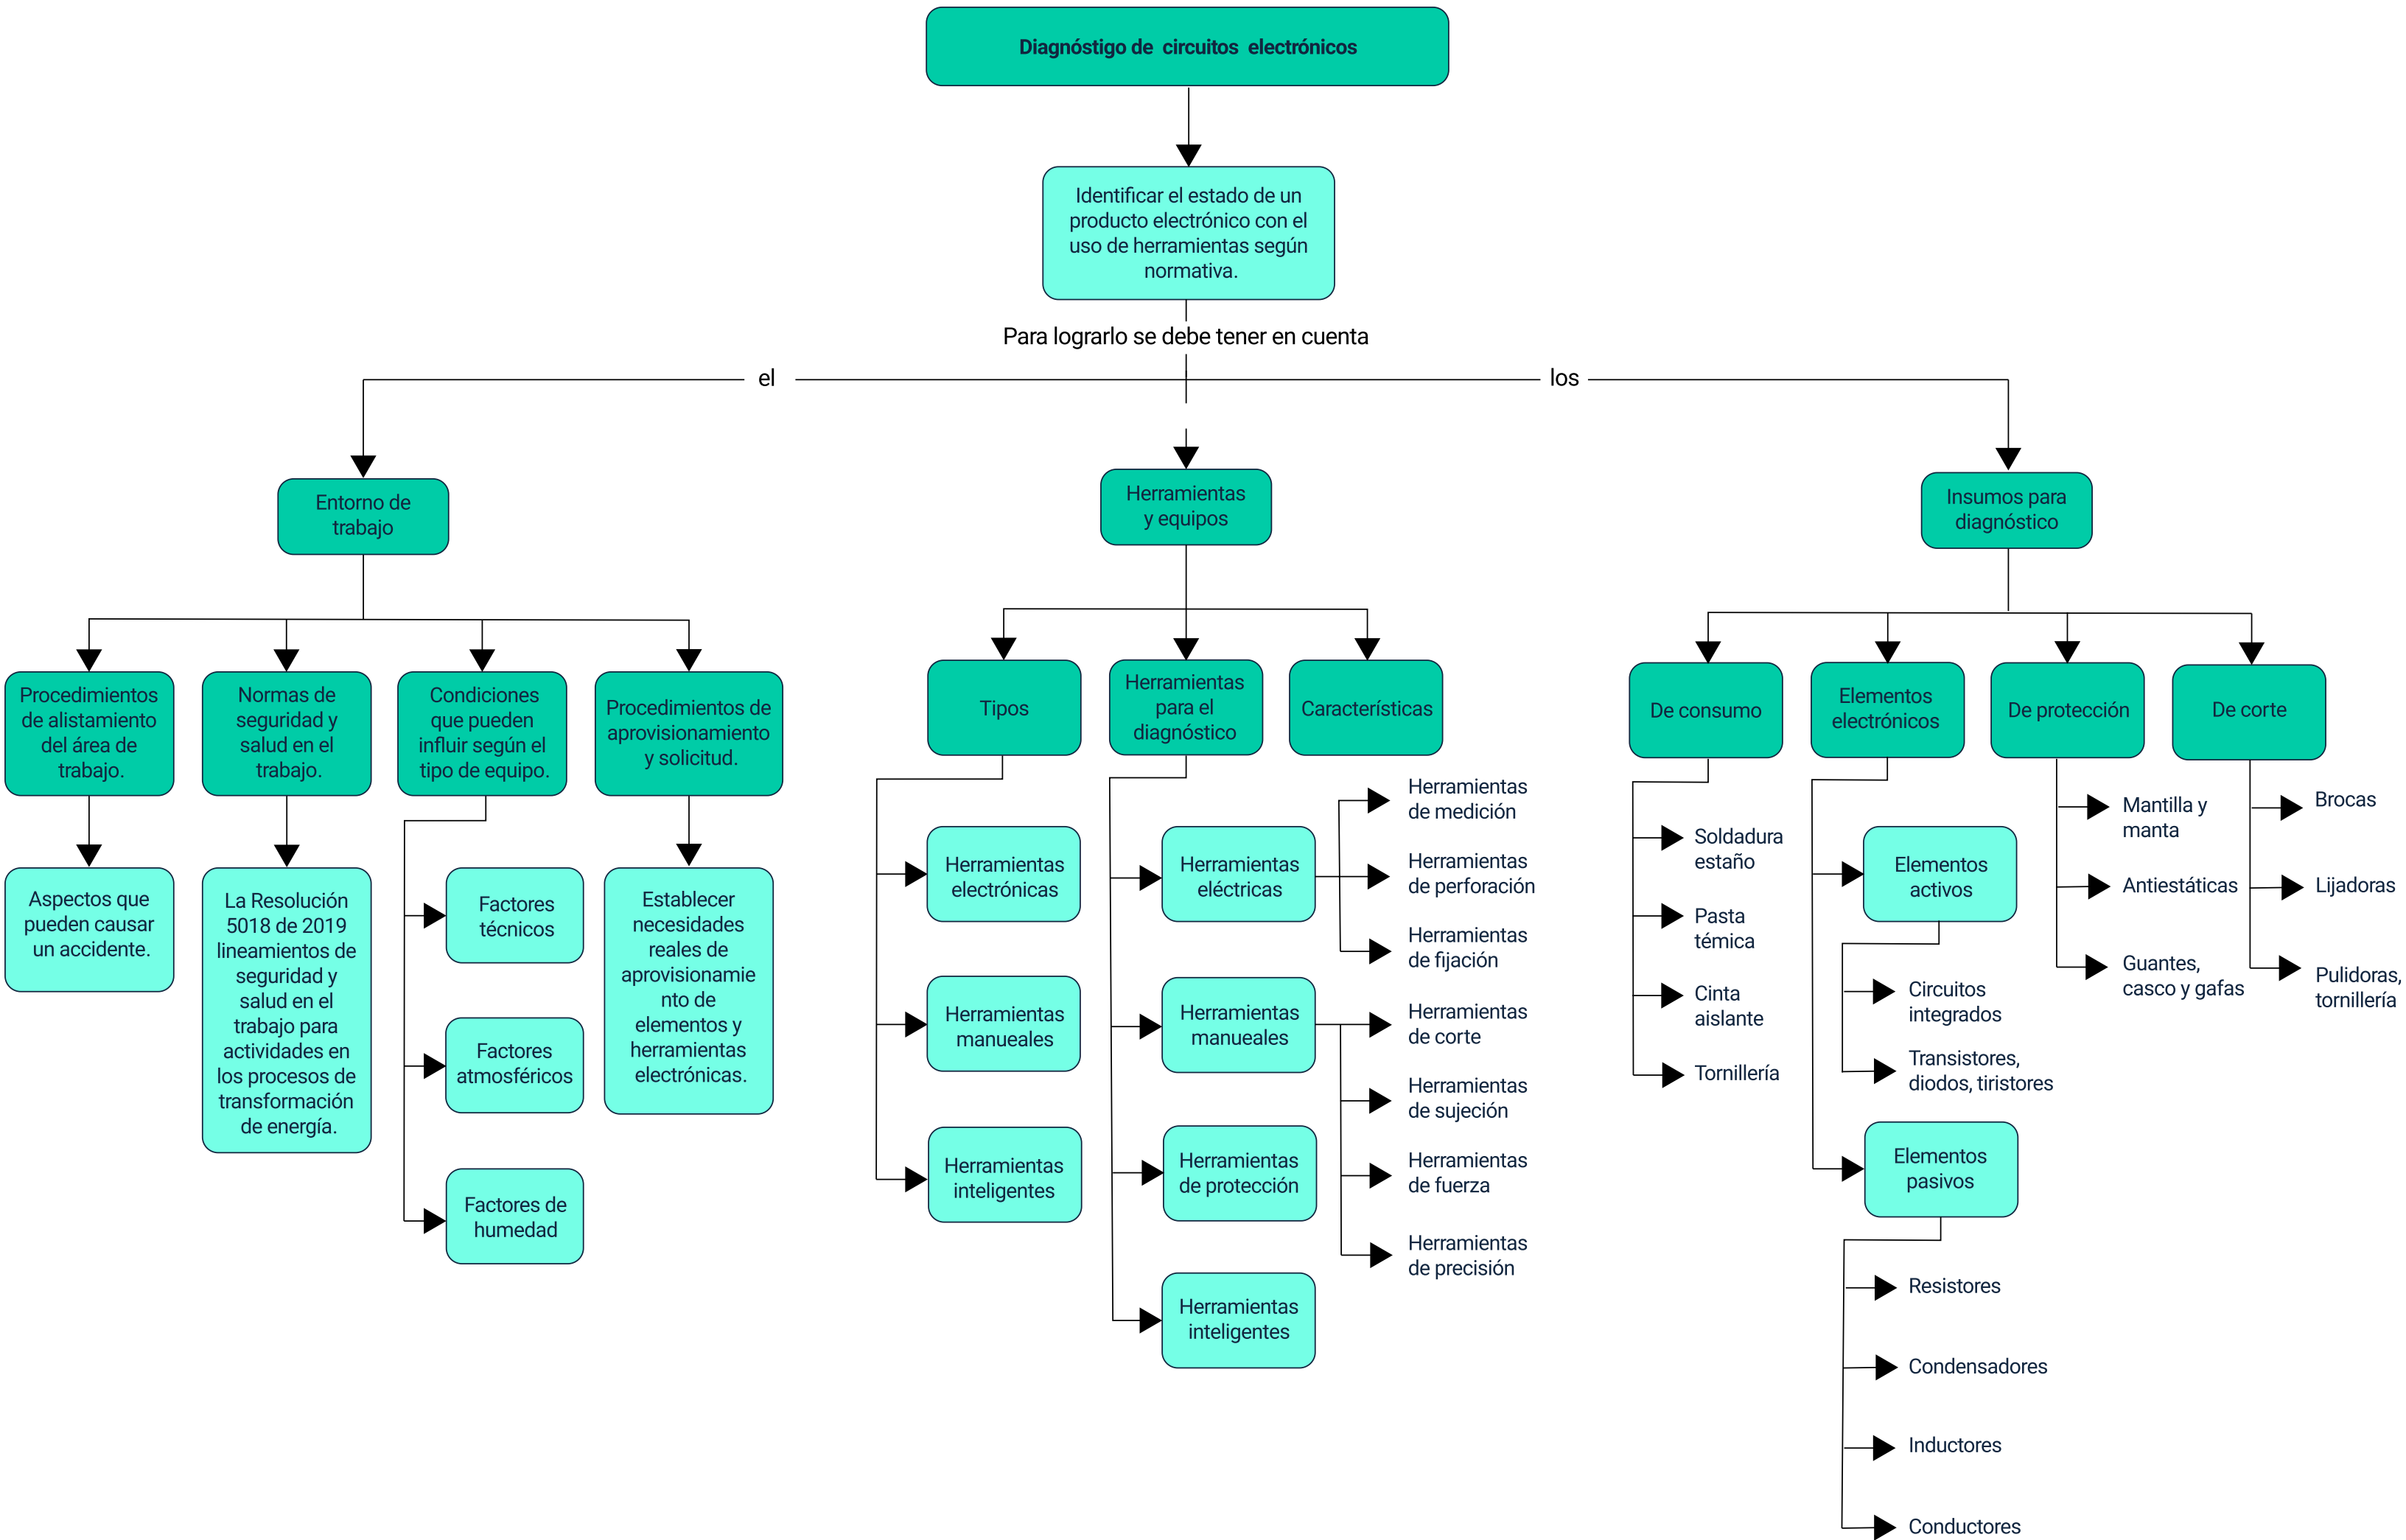 Diagnóstigo de circuitos electrónicos
Identificar el estado de un
producto electrónico con el
uso de herramientas según
normativa.
Para lograrlo se debe tener en cuenta
el
los
Entorno de
trabajo
Procedimientos
de alistamiento
del área de
trabajo.
Aspectos que
pueden causar
un accidente.
Normas de
seguridad y
salud en el
trabajo.
La Resolución
5018 de 2019
lineamientos de
seguridad y
salud en el
trabajo para
actividades en
los procesos de
transformación
de energía.
Condiciones
que pueden
influir según el
tipo de equipo.
Factores
técnicos
Factores
atmosféricos
Factores de
humedad
Procedimientos de
aprovisionamiento
y solicitud.
Establecer
necesidades
reales de
aprovisionamie
nto de
elementos y
herramientas
electrónicas.
Herramientas
y equipos
Tipos
Herramientas
electrónicas
Herramientas
manueales
Herramientas
inteligentes
Herramientas
para el
diagnóstico
Herramientas
eléctricas
Herramientas
de medición
Herramientas
de perforación
Herramientas
de fijación
Herramientas
manueales
Herramientas
de corte
Herramientas
de sujeción
Herramientas
de fuerza
Herramientas
de precisión
Herramientas
de protección
Herramientas
inteligentes
Características
Insumos para
diagnóstico
De consumo
Soldadura
estaño
Pasta
témica
Cinta
aislante
Tornillería
Elementos
electrónicos
Elementos
activos
Circuitos
integrados
Transistores,
diodos, tiristores
Elementos
pasivos
Resistores
Condensadores
Inductores
Conductores
De protección
Mantilla y
manta
Antiestáticas
Guantes,
casco y gafas
De corte
Brocas
Lijadoras
Pulidoras,
tornillería